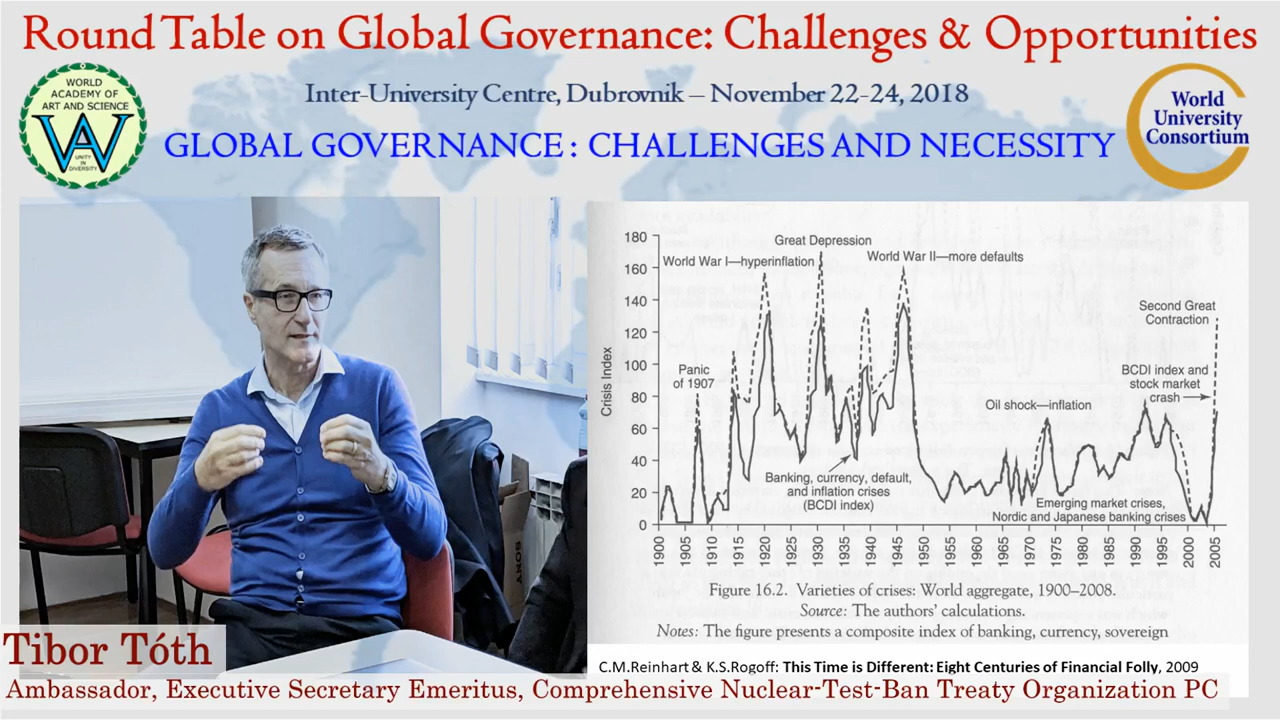 Round Table on Global Governance: Challenges & Opportunities
WORLD
ACADEMY OF
ART AND SCIENCE
WA
UNITY
IN
DIVERSITY
Inter-University Centre, Dubrovnik – November 22-24, 2018
GLOBAL GOVERNANCE : CHALLENGES AND NECESSITY
World
University
Consortium
SONY
Crisis Index
180
160
140
120
100
80
60
40
20
0
Panic
of 1907
World War I—hyperinflation
Great Depression
World War II—more defaults
Banking, currency, default,
and inflation crises
(BCDI index)
Oil shock—inflation
Emerging market crises,
Nordic and Japanese banking crises
BCDI index and
stock market
crash
Second Great
Contraction
1900 1905 1910 1915 1920 1925 1930 1935 1940 1945 1950 1955 1960 1965 1970 1975 1980 1985 1990 1995 2000 2005
Figure 16.2. Varieties of crises: World aggregate, 1900–2008.
Source: The authors' calculations.
Notes: The figure presents a composite index of banking, currency, sovereign
C.M.Reinhart & K.S.Rogoff: This Time is Different: Eight Centuries of Financial Folly, 2009
Tibor Tóth
Ambassador, Executive Secretary Emeritus, Comprehensive Nuclear-Test-Ban Treaty Organization PC